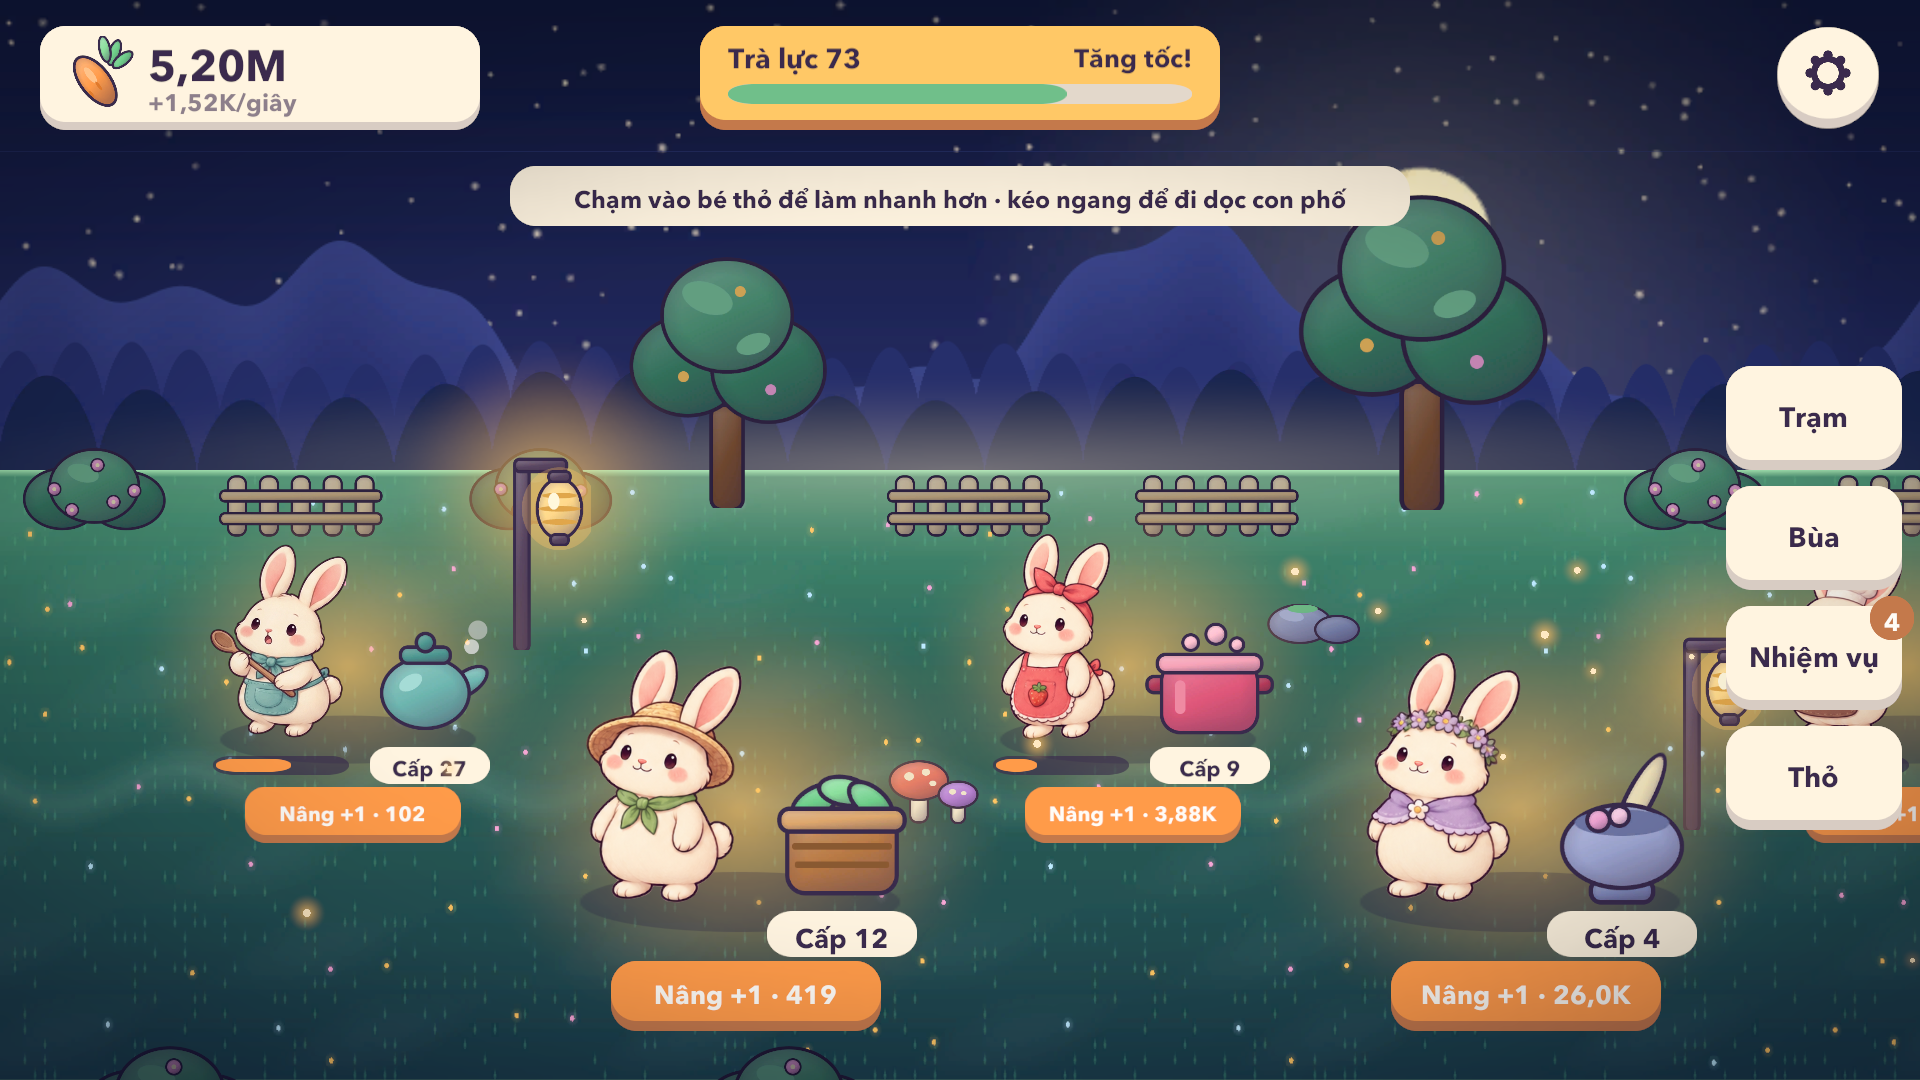 5,20M
+1,52K/giây
Trà lực 73
Tăng tốc!
Chạm vào bé thỏ để làm nhanh hơn · kéo ngang để đi dọc con phố
Trạm
Bùa
4
Nhiệm vụ
Thỏ
Cấp 27
Nâng +1 · 102
Cấp 9
Nâng +1 · 3,88K
+1
Cấp 12
Nâng +1 · 419
Cấp 4
Nâng +1 · 26,0K